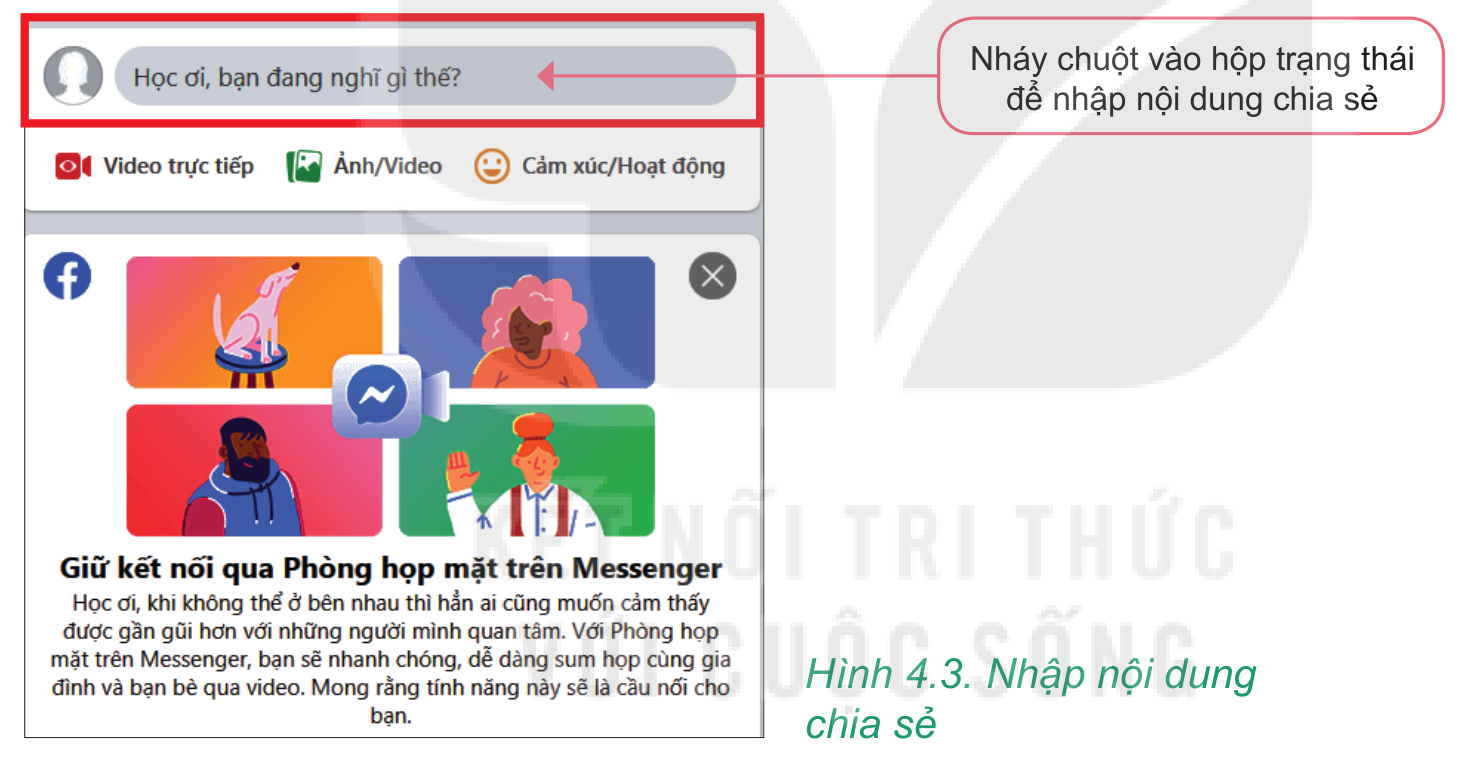 Học ơi, bạn đang nghĩ gì thế?
Nháy chuột vào hộp trạng thái
để nhập nội dung chia sẻ
Video trực tiếp Ảnh/Video Cảm xúc/Hoạt động
Giữ kết nối qua Phòng họp mặt trên Messenger
Học ơi, khi không thể ở bên nhau thì hẳn ai cũng muốn cảm thấy
được gần gũi hơn với những người mình quan tâm. Với Phòng họp
mặt trên Messenger, bạn sẽ nhanh chóng, dễ dàng sum họp cùng gia
đình và bạn bè qua video. Mong rằng tính năng này sẽ là cầu nối cho
bạn.
KẾT NỐI TRI THỨC
VỚI CUỘC SỐNG
Hình 4.3. Nhập nội dung
chia sẻ